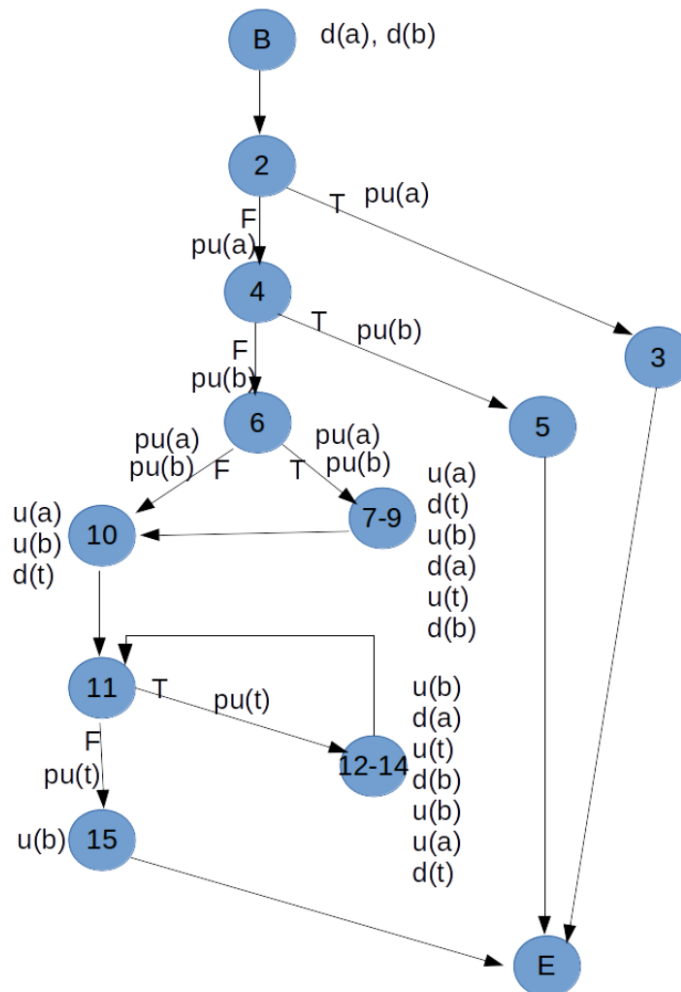 B d(a), d(b)
2
T pu(a)
F
pu(a)
4
T pu(b)
3
F
pu(b)
6
5
pu(a)
pu(b) F
pu(a)
T pu(b)
u(a)
u(b)
d(t)
10
7-9
u(a)
d(t)
u(b)
d(a)
u(t)
d(b)
11
T pu(t)
F
pu(t)
12-14
u(b)
d(a)
u(t)
d(b)
u(b)
u(a)
d(t)
u(b) 15
E